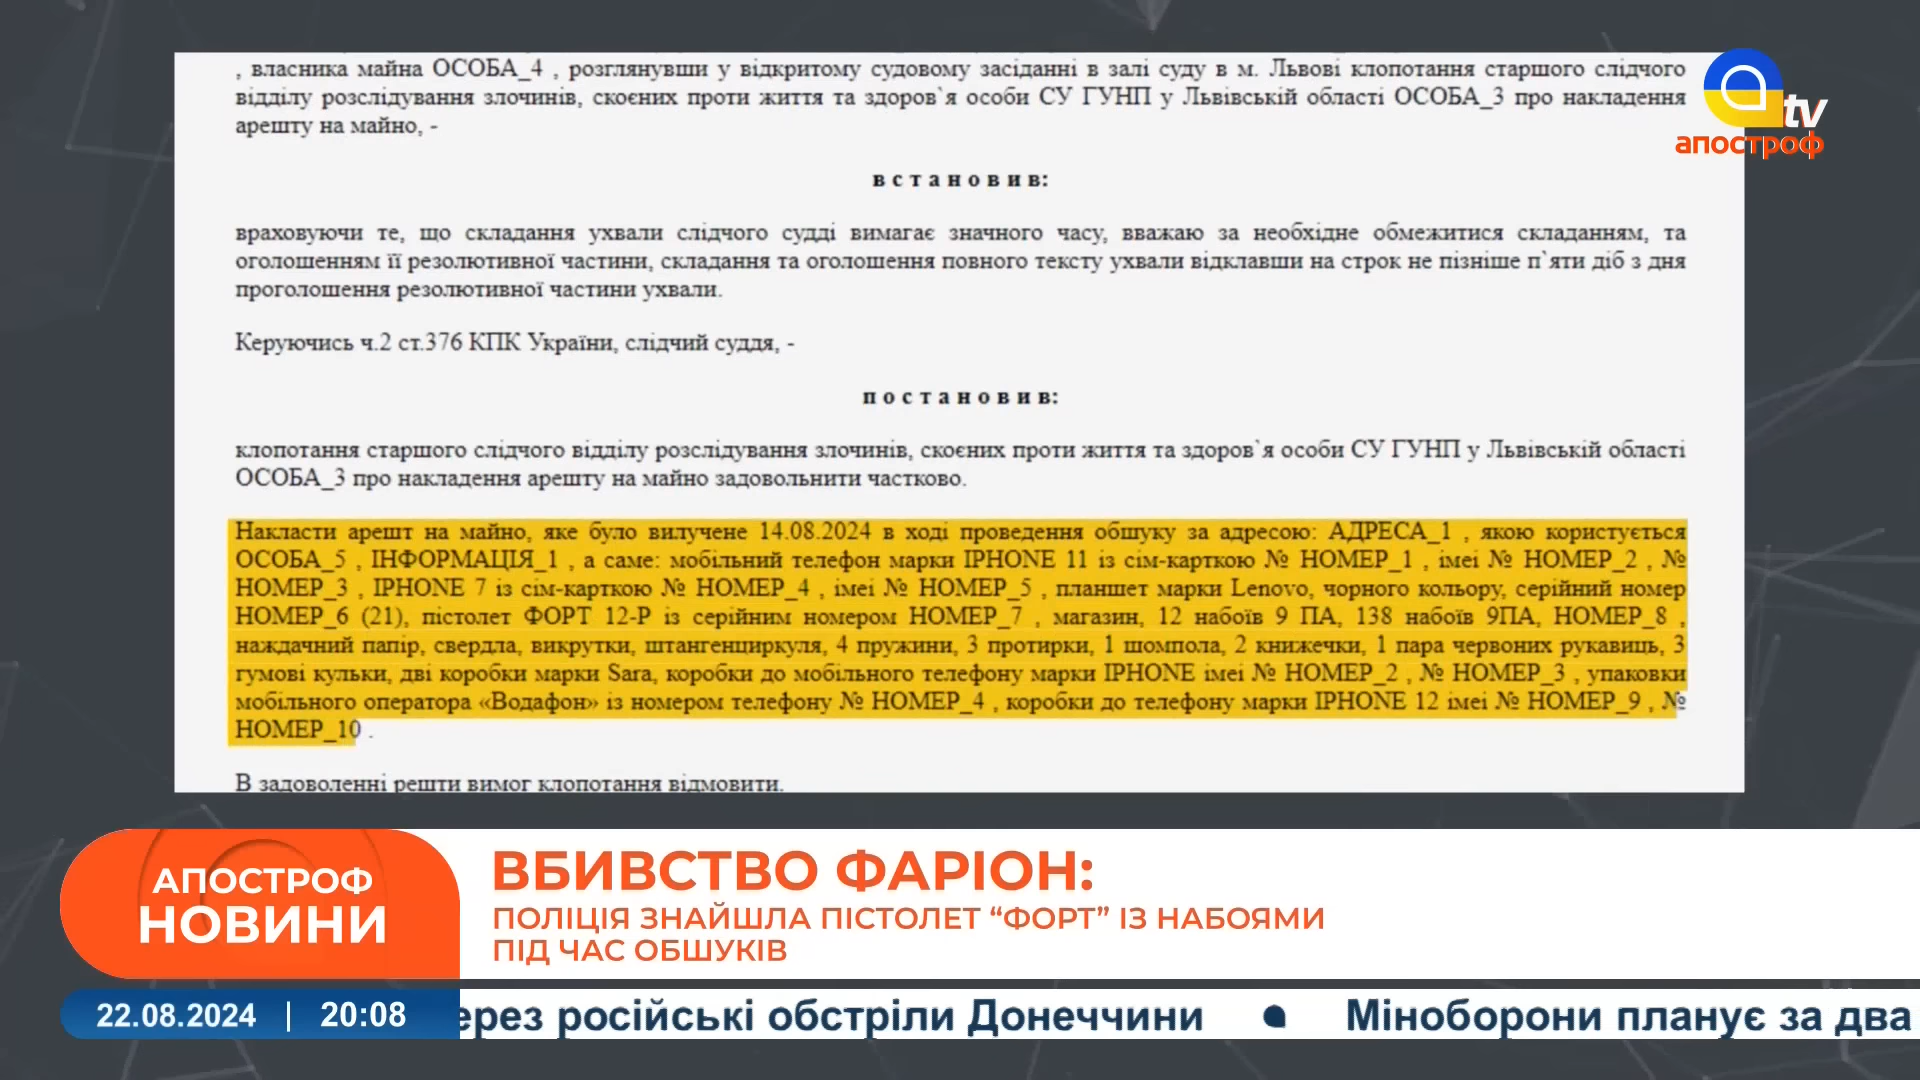 , власника майна ОСОБА_4 , розглянувши у відкритому судовому засіданні в залі суду в м. Львові клопотання старшого слідчого
відділу розслідування злочинів, скоєних проти життя та здоров`я особи СУ ГУНП у Львівській області ОСОБА_3 про накладення
арешту на майно, -
tv
апостроф
в с т а н о в и в:
враховуючи те, що складання ухвали слідчого судді вимагає значного часу, вважаю за необхідне обмежитися складанням, та
оголошенням її резолютивної частини, складання та оголошення повного тексту ухвали відклавши на строк не пізніше п`яти діб з дня
проголошення резолютивної частини ухвали.
Керуючись ч.2 ст.376 КПК України, слідчий суддя, -
п о с т а н о в и в:
клопотання старшого слідчого відділу розслідування злочинів, скоєних проти життя та здоров`я особи СУ ГУНП у Львівській області
ОСОБА_3 про накладення арешту на майно задовольнити частково.
Накласти арешт на майно, яке було вилучене 14.08.2024 в ході проведення обшуку за адресою: АДРЕСА_1 , якою користується
ОСОБА_5 , ІНФОРМАЦІЯ_1 , а саме: мобільний телефон марки IPHONE 11 із сім-карткою № НОМЕР_1 , імеі № НОМЕР_2 , №
НОМЕР_3 , IPHONE 7 із сім-карткою № НОМЕР_4 , імеі № НОМЕР_5 , планшет марки Lenovo, чорного кольору, серійний номер
НОМЕР_6 (21), пістолет ФОРТ 12-Р із серійним номером НОМЕР_7 , магазин, 12 набоїв 9 ПА, 138 набоїв 9ПА, НОМЕР_8 ,
наждачний папір, свердла, викрутки, штангенциркуля, 4 пружини, 3 протирки, 1 шомпола, 2 книжечки, 1 пара червоних рукавиць, 3
гумові кульки, дві коробки марки Sara, коробки до мобільного телефону марки IPHONE імеі № НОМЕР_2 , № НОМЕР_3 , упаковки
мобільного оператора «Водафон» із номером телефону № НОМЕР_4 , коробки до телефону марки IPHONE 12 імеі № НОМЕР_9 , №
НОМЕР_10 .
В задоволенні решти вимог клопотання відмовити.
АПОСТРОФ
НОВИНИ
ВБИВСТВО ФАРІОН:
ПОЛІЦІЯ ЗНАЙШЛА ПІСТОЛЕТ “ФОРТ” ІЗ НАБОЯМИ
ПІД ЧАС ОБШУКІВ
22.08.2024 | 20:08
ерез російські обстріли Донеччини • Міноборони планує за два